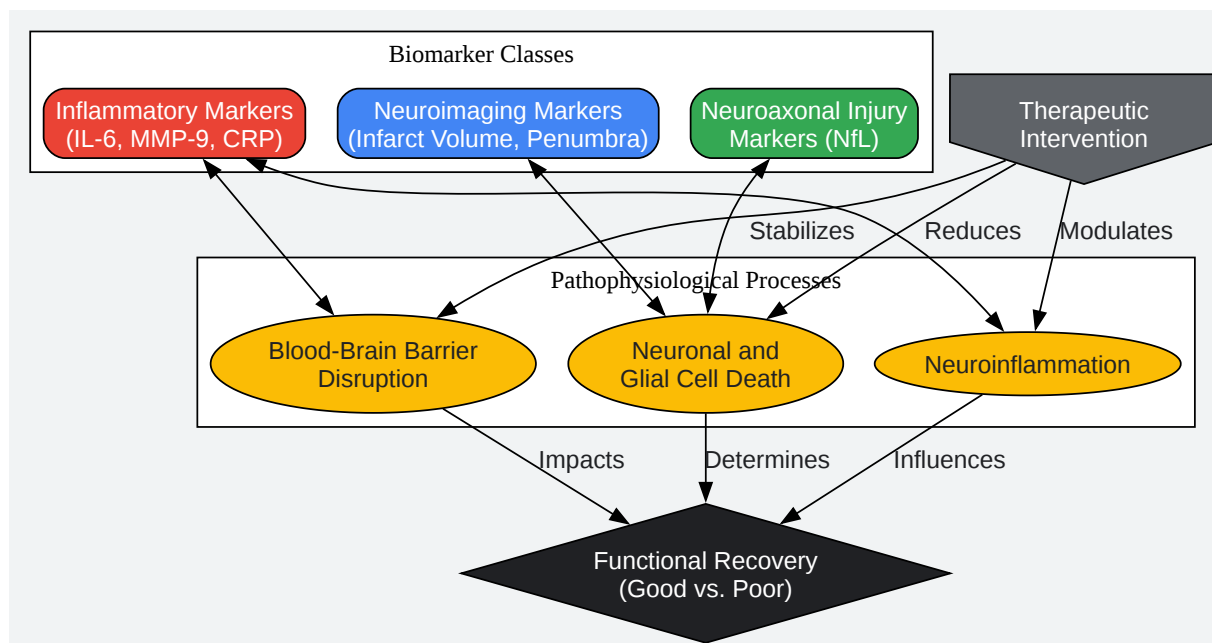 Biomarker Classes
Inflammatory Markers
(IL-6, MMP-9, CRP)
Neuroimaging Markers
(Infarct Volume, Penumbra)
Neuroaxonal Injury
Markers (NfL)
Therapeutic
Intervention
Stabilizes
Reduces
Modulates
Pathophysiological Processes
Blood-Brain Barrier
Disruption
Neuronal and
Glial Cell Death
Neuroinflammation
Impacts
Determines
Influences
Functional Recovery
(Good vs. Poor)